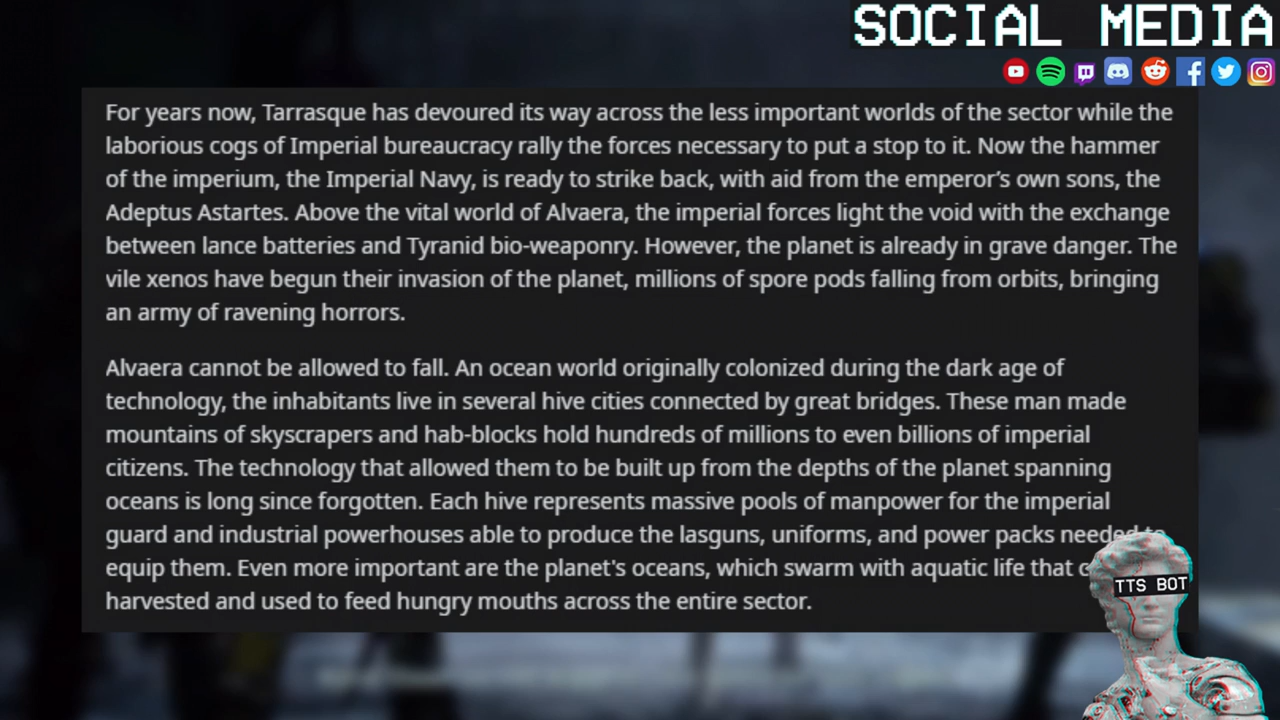 SOCIAL MEDIA
For years now, Tarrasque has devoured its way across the less important worlds of the sector while the
laborious cogs of Imperial bureaucracy rally the forces necessary to put a stop to it. Now the hammer
of the imperium, the Imperial Navy, is ready to strike back, with aid from the emperor’s own sons, the
Adeptus Astartes. Above the vital world of Alvaera, the imperial forces light the void with the exchange
between lance batteries and Tyranid bio-weaponry. However, the planet is already in grave danger. The
vile xenos have begun their invasion of the planet, millions of spore pods falling from orbits, bringing
an army of ravening horrors.
Alvaera cannot be allowed to fall. An ocean world originally colonized during the dark age of
technology, the inhabitants live in several hive cities connected by great bridges. These man made
mountains of skyscrapers and hab-blocks hold hundreds of millions to even billions of imperial
citizens. The technology that allowed them to be built up from the depths of the planet spanning
oceans is long since forgotten. Each hive represents massive pools of manpower for the imperial
guard and industrial powerhouses able to produce the lasguns, uniforms, and power packs needed to
equip them. Even more important are the planet's oceans, which swarm with aquatic life that
harvested and used to feed hungry mouths across the entire sector.
TTS BOT